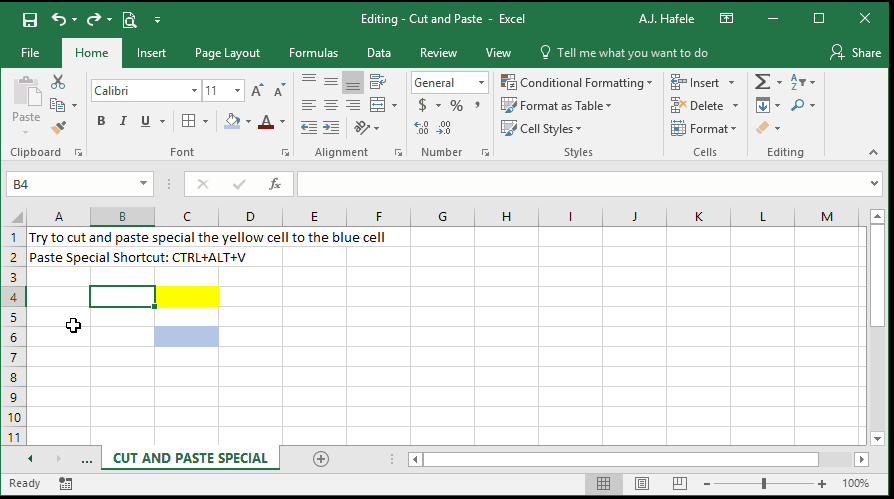 Editing - Cut and Paste - Excel
A.J. Hafele
File Home Insert Page Layout Formulas Data Review View Tell me what you want to do Share
Paste
Calibri 11
B I U A
General
$ % ,
Conditional Formatting
Format as Table
Cell Styles
Insert
Delete
Format
Clipboard Font Alignment Number Styles Cells Editing
B4 fx
A B C D E F G H I J K L M
1 Try to cut and paste special the yellow cell to the blue cell
2 Paste Special Shortcut: CTRL+ALT+V
3
4
5
6
7
8
9
10
11
... CUT AND PASTE SPECIAL
Ready 100%